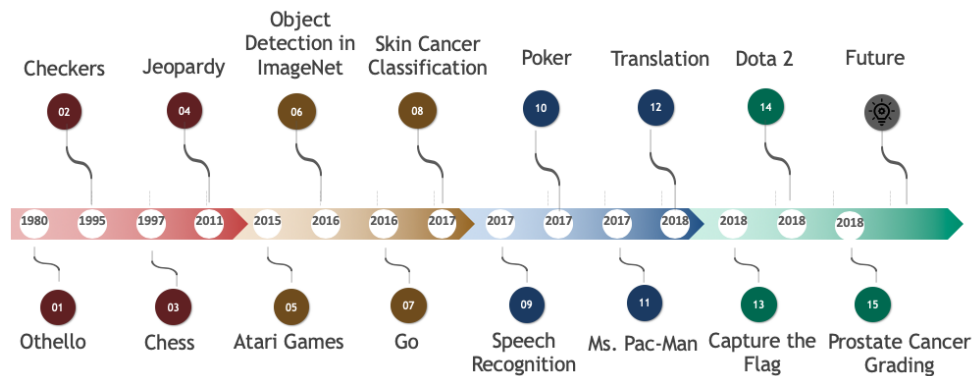 Object
Detection in
ImageNet
Skin Cancer
Classification
Checkers
Jeopardy
Poker
Translation
Dota 2
Future
02
04
06
08
10
12
14
1980
1995
1997
2011
2015
2016
2016
2017
2017
2017
2017
2018
2018
2018
2018
01
03
05
07
09
11
13
15
Othello
Chess
Atari Games
Go
Speech
Recognition
Ms. Pac-Man
Capture the
Flag
Prostate Cancer
Grading